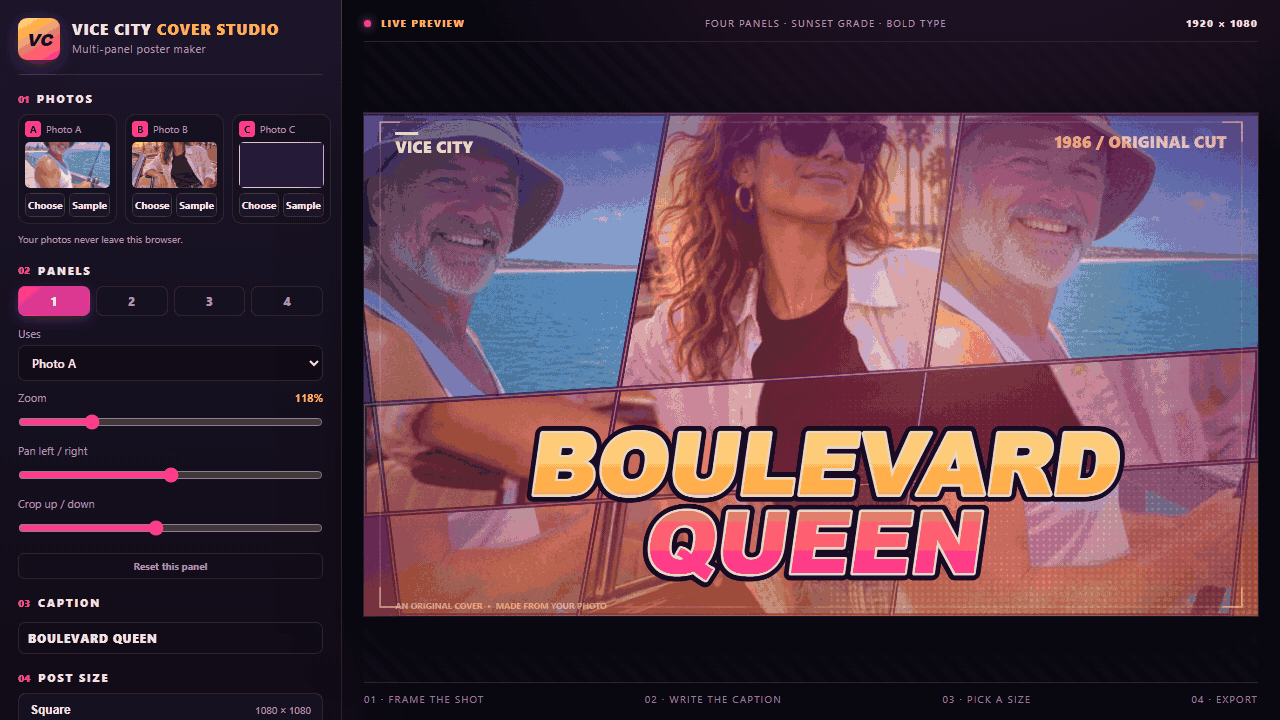 VC
VICE CITY COVER STUDIO
Multi-panel poster maker
01 PHOTOS
A Photo A
B Photo B
C Photo C
Choose Sample
Choose Sample
Choose Sample
Your photos never leave this browser.
02 PANELS
1 2 3 4
Uses
Photo A
Zoom 118%
Pan left / right
Crop up / down
Reset this panel
03 CAPTION
BOULEVARD QUEEN
04 POST SIZE
Square 1080 × 1080
LIVE PREVIEW
FOUR PANELS · SUNSET GRADE · BOLD TYPE
1920 × 1080
VICE CITY
1986 / ORIGINAL CUT
BOULEVARD
QUEEN
AN ORIGINAL COVER • MADE FROM YOUR PHOTO
01 · FRAME THE SHOT
02 · WRITE THE CAPTION
03 · PICK A SIZE
04 · EXPORT